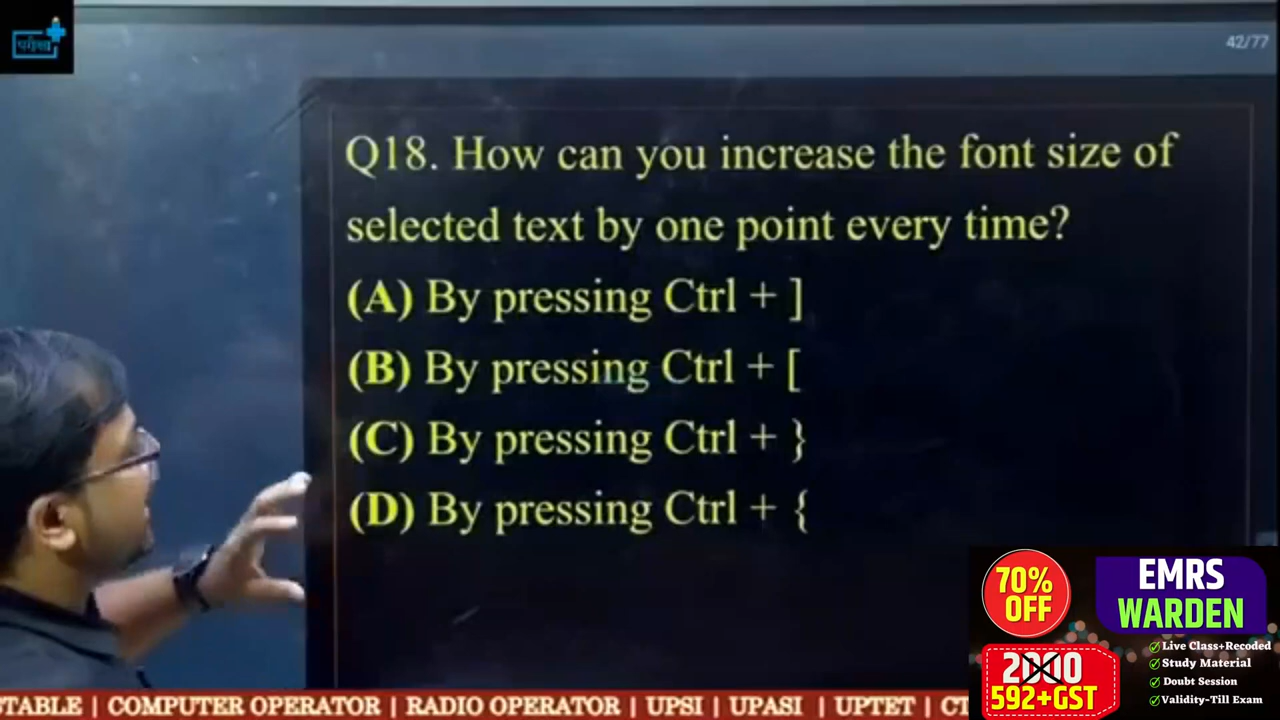 परीक्षा
42/77
Q18. How can you increase the font size of
selected text by one point every time?
(A) By pressing Ctrl + ]
(B) By pressing Ctrl + [
(C) By pressing Ctrl + }
(D) By pressing Ctrl + {
70%
OFF
EMRS
WARDEN
2000
592+GST
Live Class+Recoded
Study Material
Doubt Session
Validity-Till Exam
STABLE | COMPUTER OPERATOR | RADIO OPERATOR | UPSI | UPASI | UPTET | CT